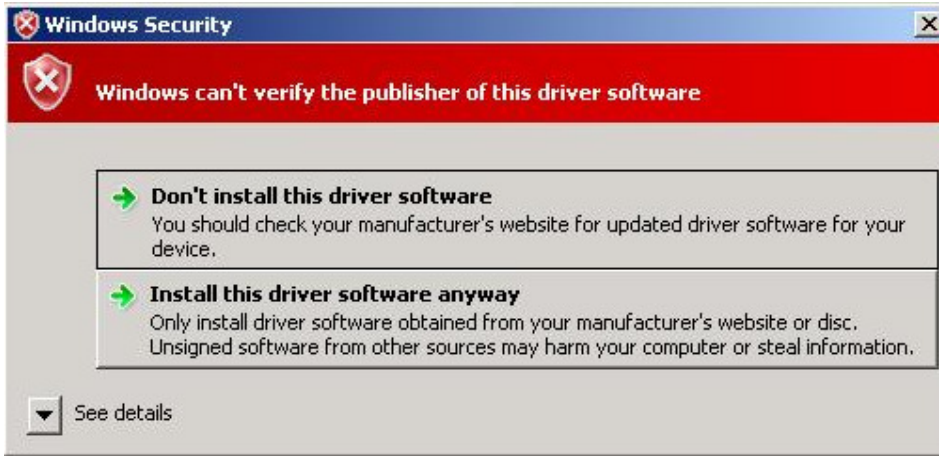 Windows Security
Windows can't verify the publisher of this driver software
Don't install this driver software
You should check your manufacturer's website for updated driver software for your
device.
Install this driver software anyway
Only install driver software obtained from your manufacturer's website or disc.
Unsigned software from other sources may harm your computer or steal information.
See details